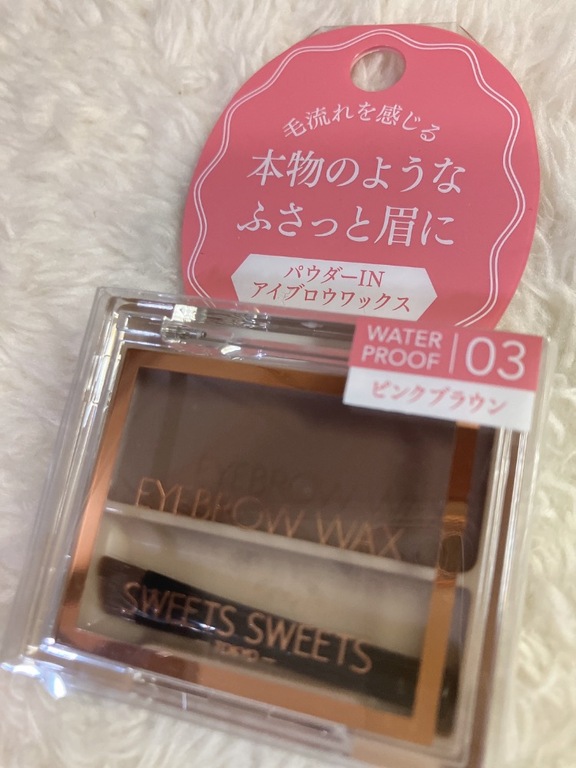 毛流れを感じる
本物のような
ふさっと眉に
パウダーIN
アイブロウワックス
WATER
PROOF
03
ピンクブラウン
EYEBROW WAX
SWEETS SWEETS
TOKYO